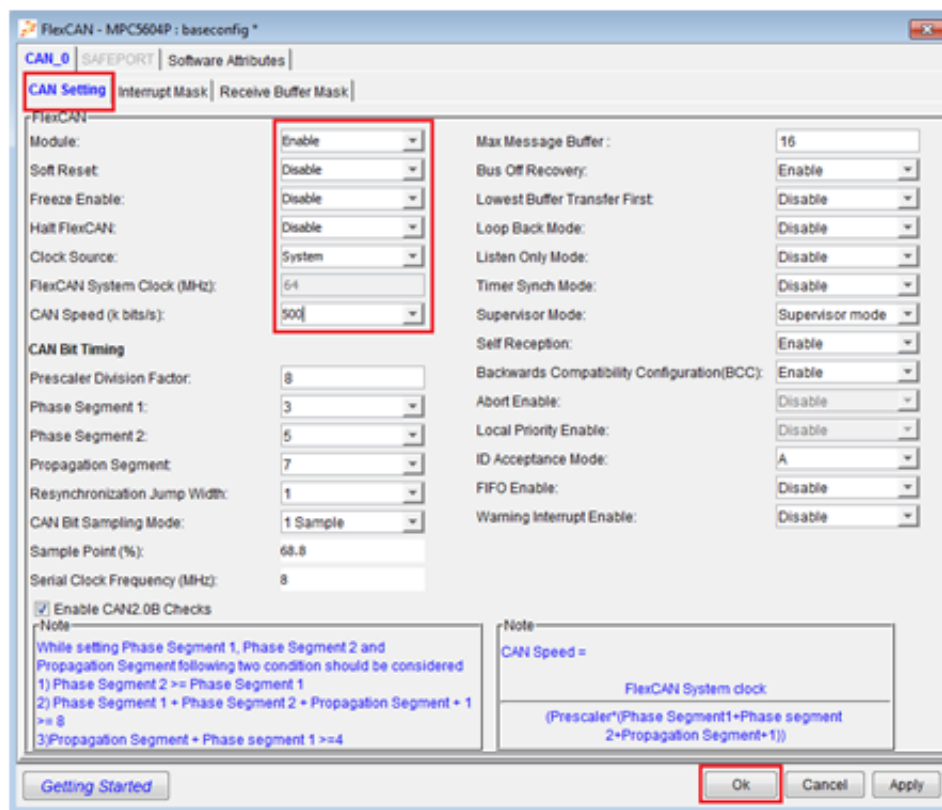 FlexCAN - MPC5604P : baseconfig *
CAN_0 SAFEPORT Software Attributes
CAN Setting Interrupt Mask Receive Buffer Mask
FlexCAN
Module: Enable
Soft Reset: Disable
Freeze Enable: Disable
Halt FlexCAN: Disable
Clock Source: System
FlexCAN System Clock (MHz): 64
CAN Speed (k bits/s): 500
CAN Bit Timing
Prescaler Division Factor: 8
Phase Segment 1: 3
Phase Segment 2: 5
Propagation Segment: 7
Resynchronization Jump Width: 1
CAN Bit Sampling Mode: 1 Sample
Sample Point (%): 68.8
Serial Clock Frequency (MHz): 8
Enable CAN2.0B Checks
Max Message Buffer : 16
Bus Off Recovery: Enable
Lowest Buffer Transfer First: Disable
Loop Back Mode: Disable
Listen Only Mode: Disable
Timer Synch Mode: Disable
Supervisor Mode: Supervisor mode
Self Reception: Enable
Backwards Compatibility Configuration(BCC): Enable
Abort Enable: Disable
Local Priority Enable: Disable
ID Acceptance Mode: A
FIFO Enable: Disable
Warning Interrupt Enable: Disable
Note
While setting Phase Segment 1, Phase Segment 2 and
Propagation Segment following two condition should be considered
1) Phase Segment 2 >= Phase Segment 1
2) Phase Segment 1 + Phase Segment 2 + Propagation Segment + 1
>= 8
3)Propagation Segment + Phase segment 1 >=4
Note
CAN Speed =
FlexCAN System clock
(Prescaler*(Phase Segment1+Phase segment
2+Propagation Segment+1))
Getting Started
Ok Cancel Apply